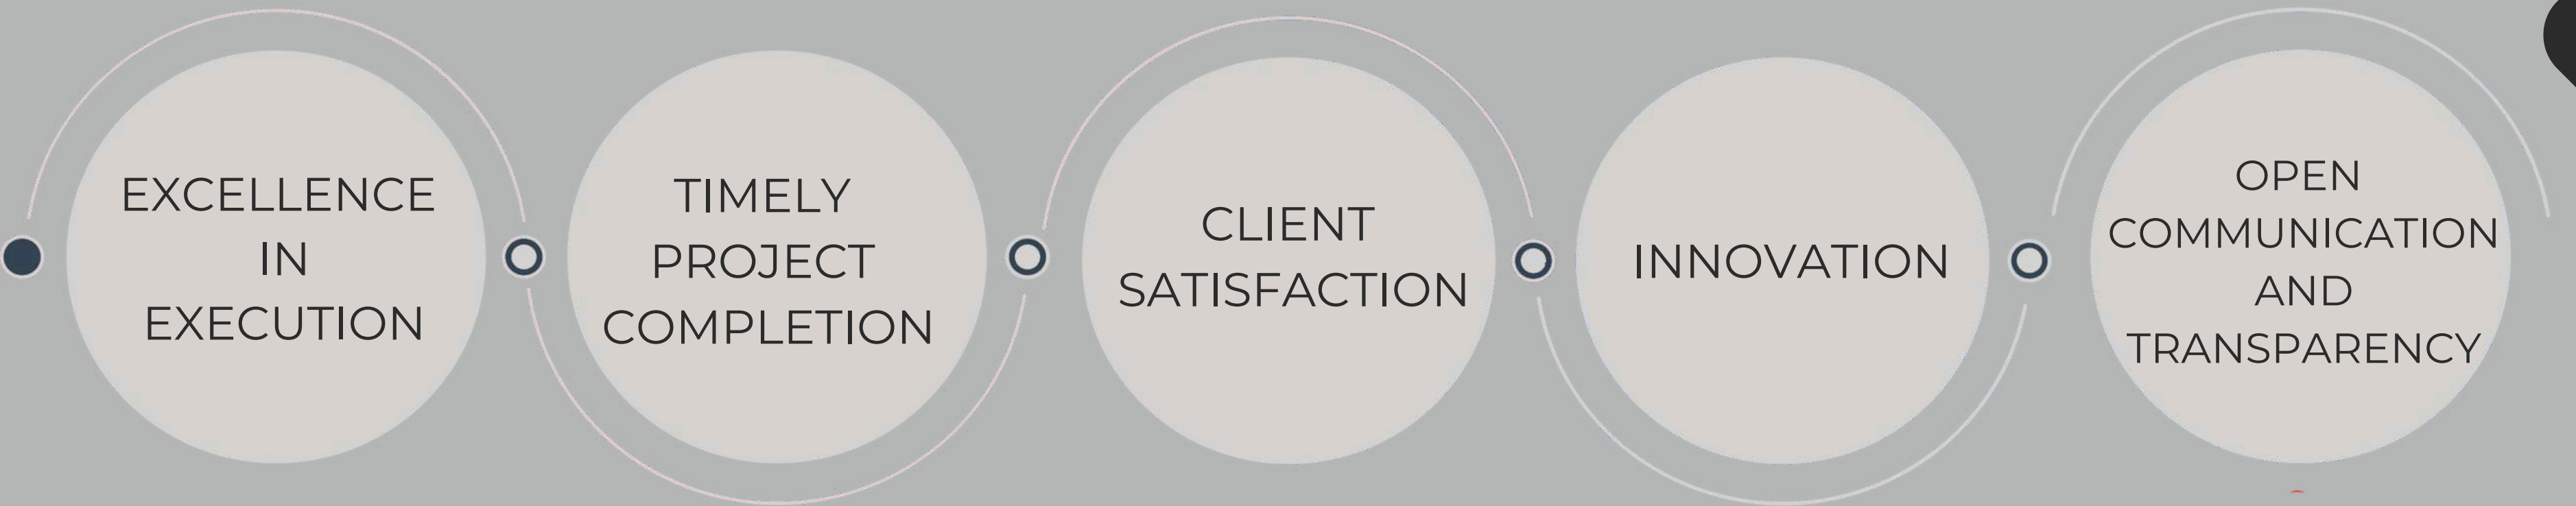 EXCELLENCE
IN
EXECUTION
TIMELY
PROJECT
COMPLETION
CLIENT
SATISFACTION
INNOVATION
OPEN
COMMUNICATION
AND
TRANSPARENCY